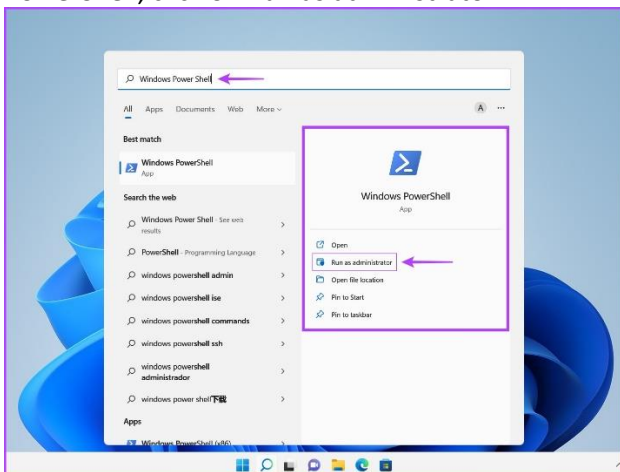 Windows Power Shell
All Apps Documents Web More
A ...
Best match
Windows PowerShell
App
Search the web
Windows Power Shell - See web
results
PowerShell - Programming Language
windows powershell admin
windows powershell ise
windows powershell commands
windows powershell ssh
windows powershell
administrador
windows power shell下载
Apps
Windows PowerShell (x86)
Windows PowerShell
App
Open
Run as administrator
Open file location
Pin to Start
Pin to taskbar